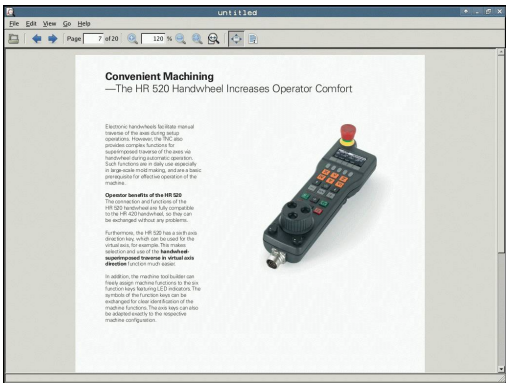 untitled
File Edit View Go Help
Page 7 of 20 120 %
Convenient Machining
—The HR 520 Handwheel Increases Operator Comfort
Electronic handwheels facilitate manual
traverse of the axes during setup
operations. However, the TNC also
provides complex functions for
superimposed traverse of the axes via
handwheel during automatic operation.
Such functions are in daily use especially
in large-scale mold making, and are a basic
prerequisite for effective operation of the
machine.
Operator benefits of the HR 520
The connection and functions of the
HR 520 handwheel are fully compatible
to the HR 420 handwheel, so they can
be exchanged without any problems.
Furthermore, the HR 520 has a sixth axis
direction key, which can be used for the
virtual axis, for example. This makes
selection and use of the handwheel-
superimposed traverse in virtual axis
direction function much easier.
In addition, the machine tool builder can
freely assign machine functions to the six
function keys featuring LED indicators. The
symbols of the function keys can be
exchanged for clear identification of the
machine functions. The axis keys can also
be adapted exactly to the respective
machine configuration.